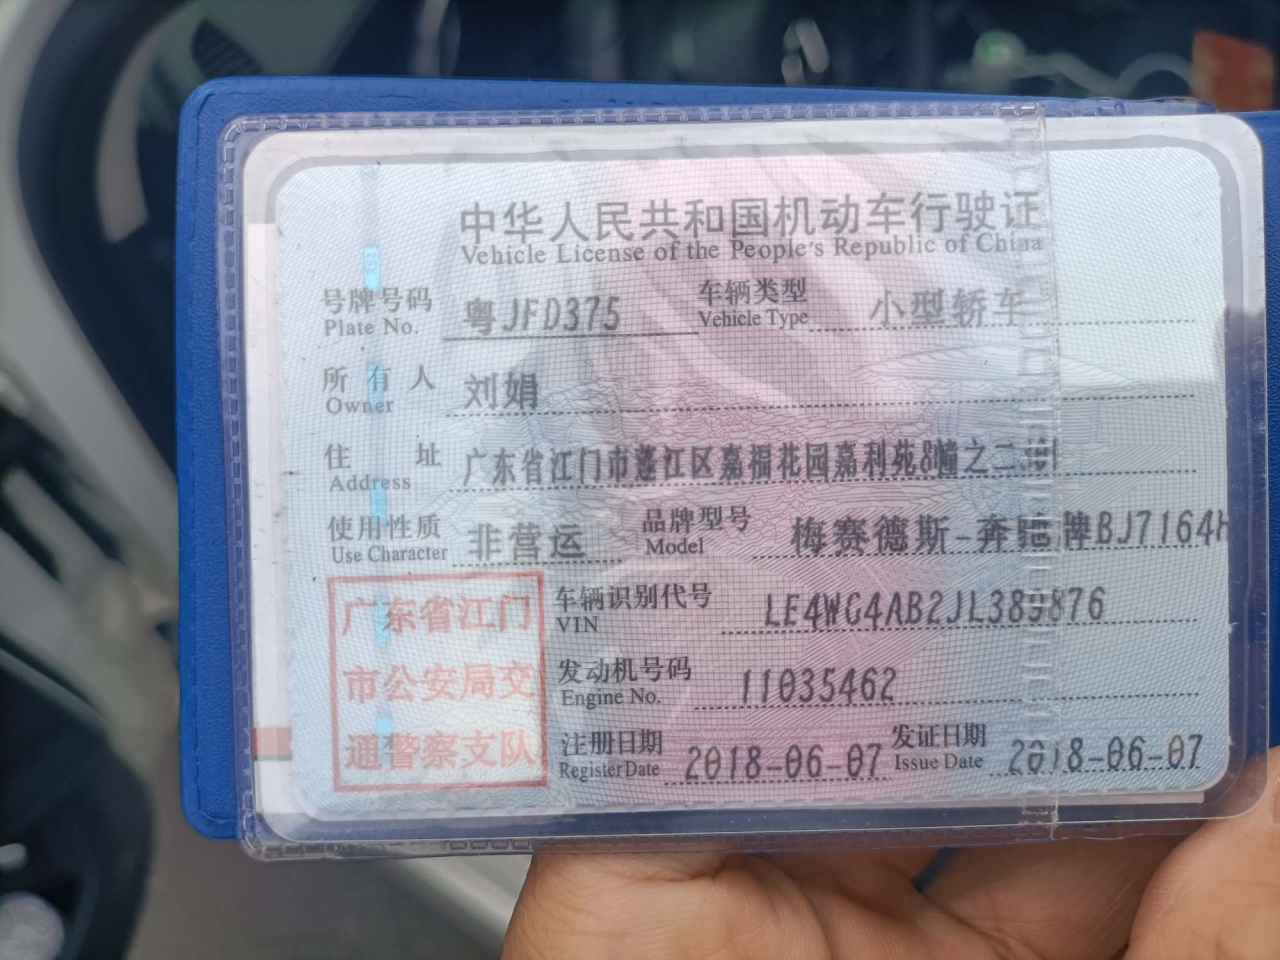 中华人民共和国机动车行驶证
Vehicle License of the People's Republic of China
号牌号码 粤JFD375 车辆类型 小型轿车
Plate No. Vehicle Type
所有人 刘娟
Owner
住址 广东省江门市蓬江区嘉福花园嘉利苑8幢之二
Address
使用性质 非营运 品牌型号 梅赛德斯-奔驰牌BJ7164H
Use Character Model
广东省江门
市公安局交
通警察支队
车辆识别代号 LE4WG4AB2JL389876
VIN
发动机号码 11035462
Engine No.
注册日期 2018-06-07 发证日期 2018-06-07
Register Date Issue Date